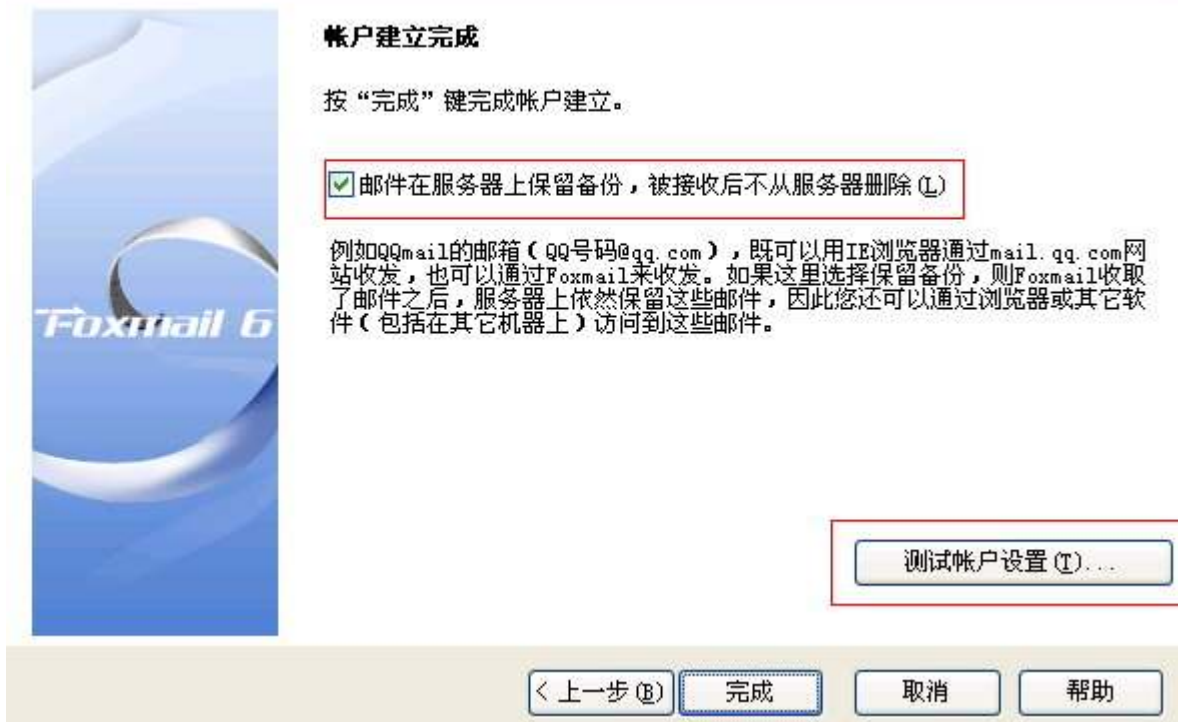 帐户建立完成
按“完成”键完成帐户建立。
邮件在服务器上保留备份，被接收后不从服务器删除(L)
例如QQmail的邮箱（QQ号码@qq.com），既可以用IE浏览器通过mail.qq.com网
站收发，也可以通过Foxmail来收发。如果这里选择保留备份，则Foxmail收取
了邮件之后，服务器上依然保留这些邮件，因此您还可以通过浏览器或其它软
件（包括在其它机器上）访问到这些邮件。
Foxmail 6
测试帐户设置(T)...
< 上一步(B) 完成 取消 帮助